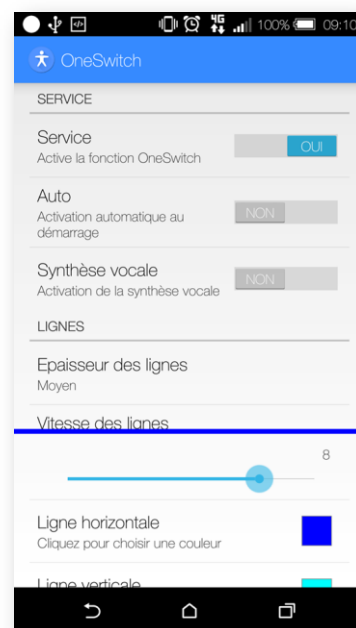 4G 100% 09:10
OneSwitch
SERVICE
Service
OUI
Active la fonction OneSwitch
Auto
NON
Activation automatique au
démarrage
Synthèse vocale
NON
Activation de la synthèse vocale
LIGNES
Epaisseur des lignes
Moyen
Vitesse des lignes
8
Ligne horizontale
Cliquez pour choisir une couleur
Ligne verticale